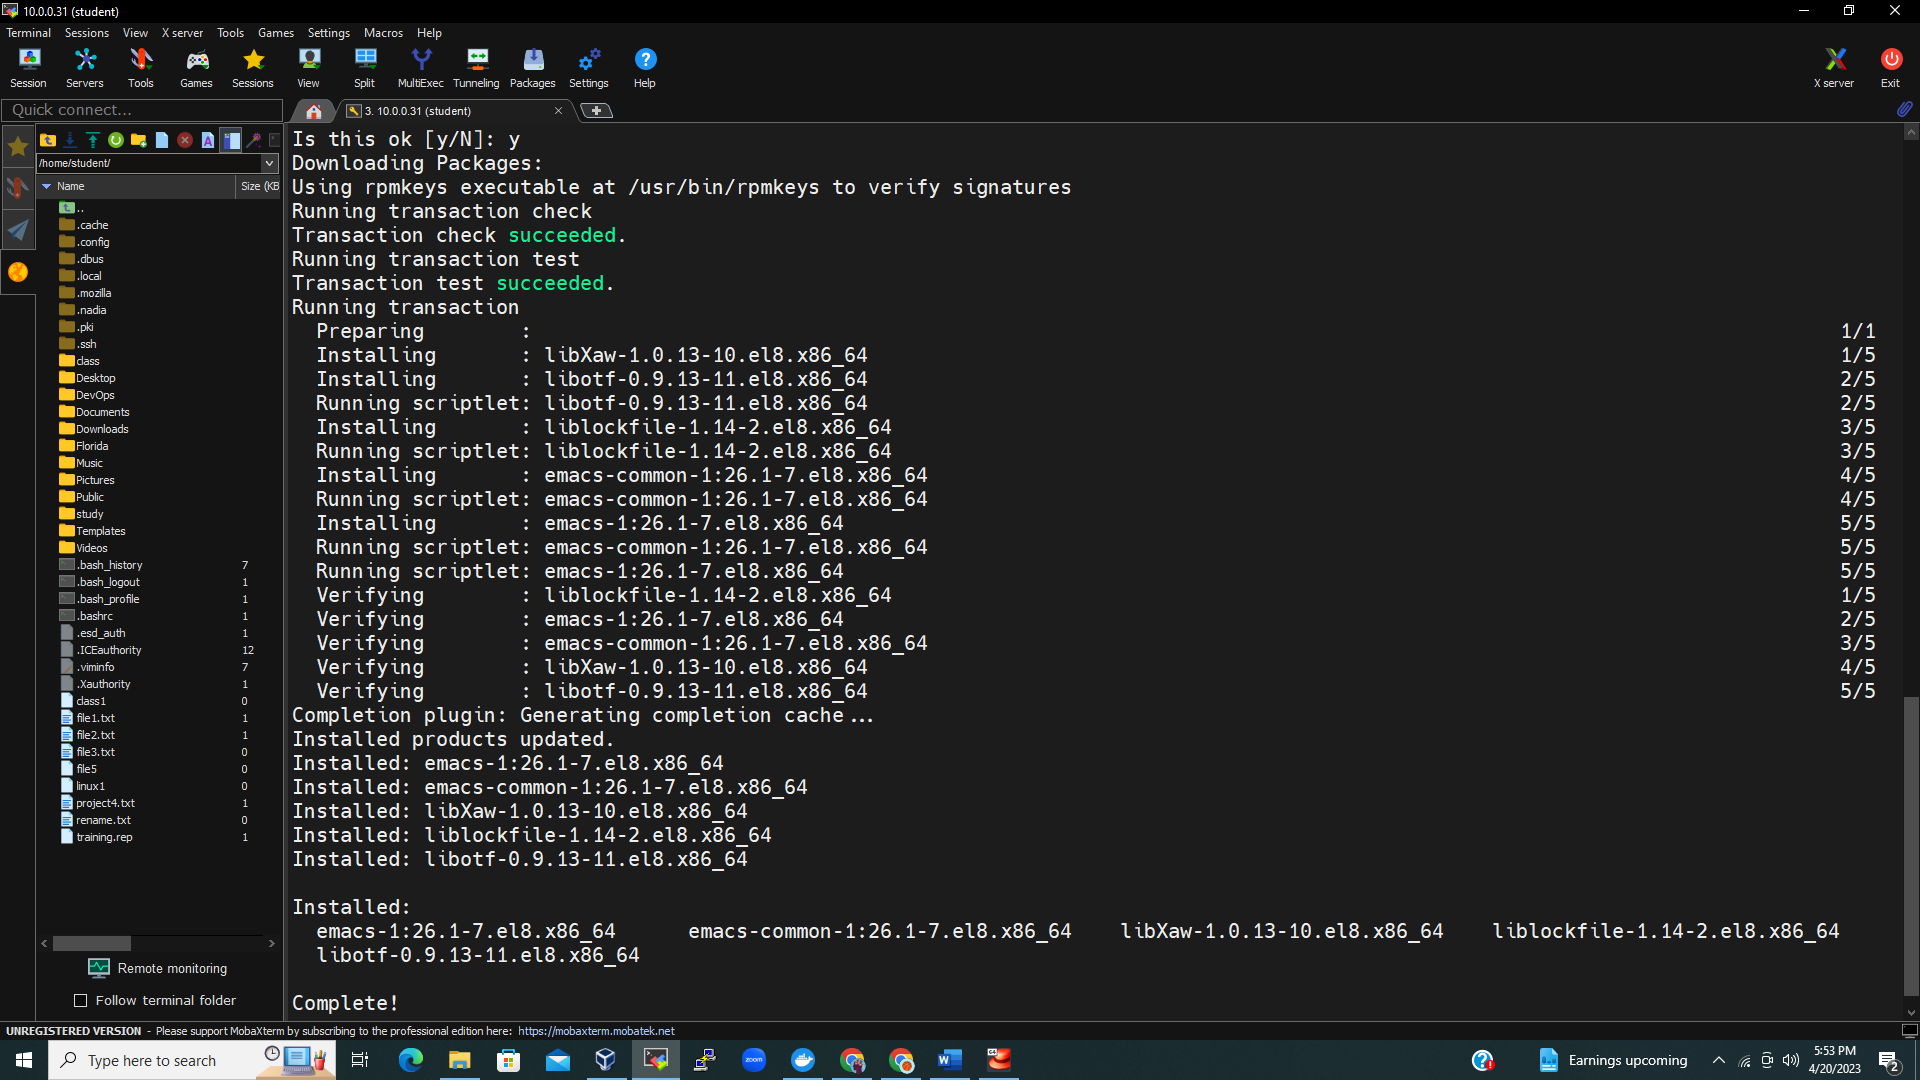 10.0.0.31 (student)
Terminal Sessions View X server Tools Games Settings Macros Help
Session Servers Tools Games Sessions View Split MultiExec Tunneling Packages Settings Help X server Exit
Quick connect...
3. 10.0.0.31 (student)
/home/student/
Name Size (KB
..
.cache
.config
.dbus
.local
.mozilla
.nadia
.pki
.ssh
class
Desktop
DevOps
Documents
Downloads
Florida
Music
Pictures
Public
study
Templates
Videos
.bash_history 7
.bash_logout 1
.bash_profile 1
.bashrc 1
.esd_auth 1
.ICEauthority 12
.viminfo 7
.Xauthority 1
class1 0
file1.txt 1
file2.txt 1
file3.txt 0
file5 0
linux1 0
project4.txt 1
rename.txt 0
training.rep 1
Remote monitoring
Follow terminal folder
Is this ok [y/N]: y
Downloading Packages:
Using rpmkeys executable at /usr/bin/rpmkeys to verify signatures
Running transaction check
Transaction check succeeded.
Running transaction test
Transaction test succeeded.
Running transaction
Preparing : 1/1
Installing : libXaw-1.0.13-10.el8.x86_64 1/5
Installing : libotf-0.9.13-11.el8.x86_64 2/5
Running scriptlet: libotf-0.9.13-11.el8.x86_64 2/5
Installing : liblockfile-1.14-2.el8.x86_64 3/5
Running scriptlet: liblockfile-1.14-2.el8.x86_64 3/5
Installing : emacs-common-1:26.1-7.el8.x86_64 4/5
Running scriptlet: emacs-common-1:26.1-7.el8.x86_64 4/5
Installing : emacs-1:26.1-7.el8.x86_64 5/5
Running scriptlet: emacs-common-1:26.1-7.el8.x86_64 5/5
Running scriptlet: emacs-1:26.1-7.el8.x86_64 5/5
Verifying : liblockfile-1.14-2.el8.x86_64 1/5
Verifying : emacs-1:26.1-7.el8.x86_64 2/5
Verifying : emacs-common-1:26.1-7.el8.x86_64 3/5
Verifying : libXaw-1.0.13-10.el8.x86_64 4/5
Verifying : libotf-0.9.13-11.el8.x86_64 5/5
Completion plugin: Generating completion cache...
Installed products updated.
Installed: emacs-1:26.1-7.el8.x86_64
Installed: emacs-common-1:26.1-7.el8.x86_64
Installed: libXaw-1.0.13-10.el8.x86_64
Installed: liblockfile-1.14-2.el8.x86_64
Installed: libotf-0.9.13-11.el8.x86_64
Installed:
emacs-1:26.1-7.el8.x86_64 emacs-common-1:26.1-7.el8.x86_64 libXaw-1.0.13-10.el8.x86_64 liblockfile-1.14-2.el8.x86_64
libotf-0.9.13-11.el8.x86_64
Complete!
UNREGISTERED VERSION - Please support MobaXterm by subscribing to the professional edition here: https://mobaxterm.mobatek.net
Type here to search
zoom
Earnings upcoming
5:53 PM
4/20/2023
2